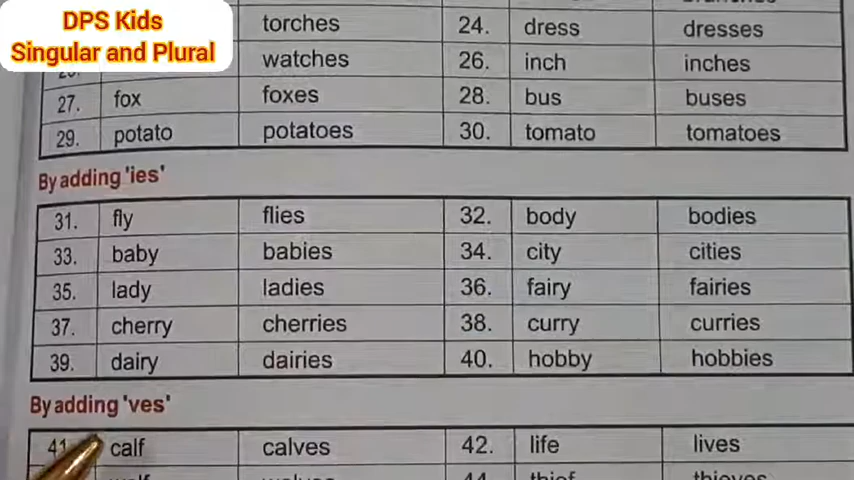 DPS Kids
Singular and Plural
torches 24. dress dresses
watches 26. inch inches
27. fox foxes 28. bus buses
29. potato potatoes 30. tomato tomatoes
By adding 'ies'
31. fly flies 32. body bodies
33. baby babies 34. city cities
35. lady ladies 36. fairy fairies
37. cherry cherries 38. curry curries
39. dairy dairies 40. hobby hobbies
By adding 'ves'
41 calf calves 42. life lives
44. thief thieves